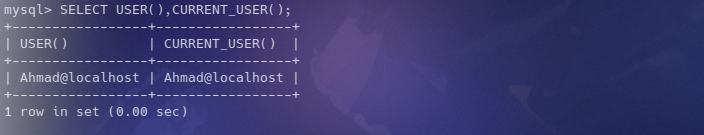 mysql> SELECT USER(),CURRENT_USER();
+-----------------+-----------------+
| USER()          | CURRENT_USER()  |
+-----------------+-----------------+
| Ahmad@localhost | Ahmad@localhost |
+-----------------+-----------------+
1 row in set (0.00 sec)